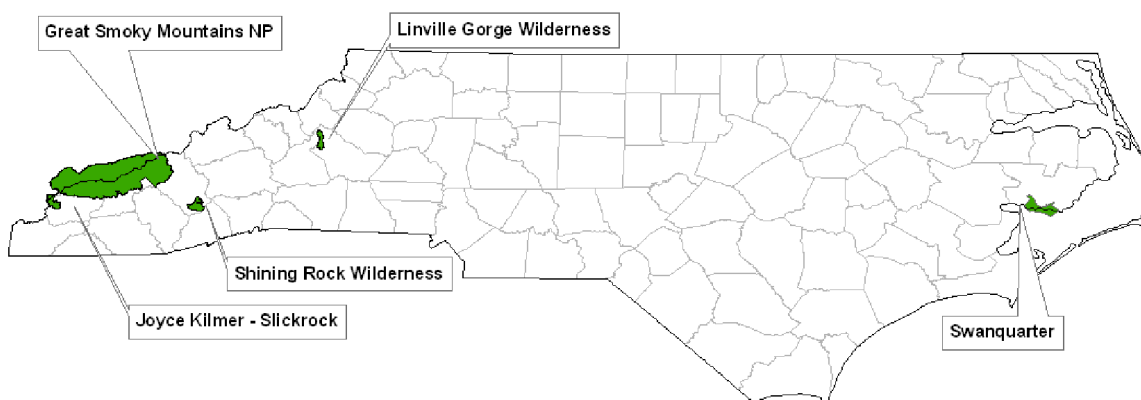 Great Smoky Mountains NP
Linville Gorge Wilderness
Shining Rock Wilderness
Joyce Kilmer - Slickrock
Swanquarter